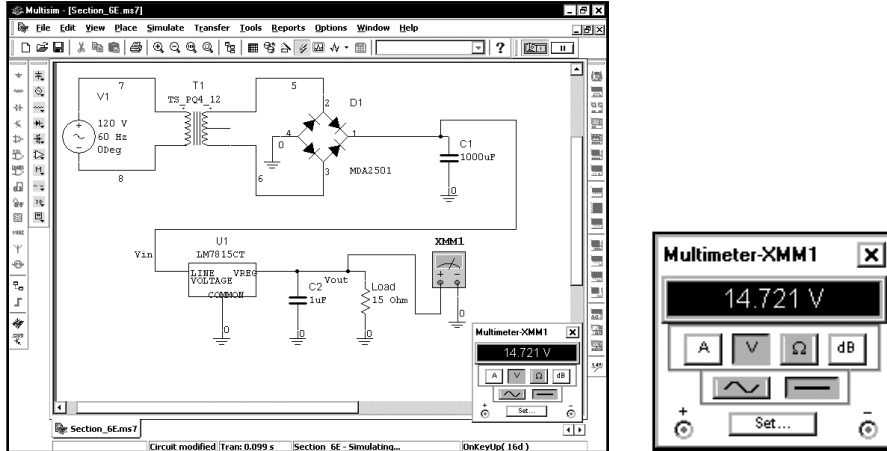 Multisim - [Section_6E.ms7]
File Edit View Place Simulate Transfer Tools Reports Options Window Help
7
T1
TS_PQ4_12
5
V1
120 V
60 Hz
0Deg
8
6
2
D1
4
1
0
3
MDA2501
C1
1000uF
0
Vin
U1
LM7815CT
LINE VREG
VOLTAGE
COMMON
0
C2
1uF
0
Vout
Load
15 Ohm
0
XMM1
0
Multimeter-XMM1
14.721 V
A V Ω dB
Set...
Section_6E.ms7
Circuit modified Tran: 0.099 s Section_6E - Simulating... OnKeyUp( 16d )
Multimeter-XMM1
14.721 V
A V Ω dB
+ Set... -